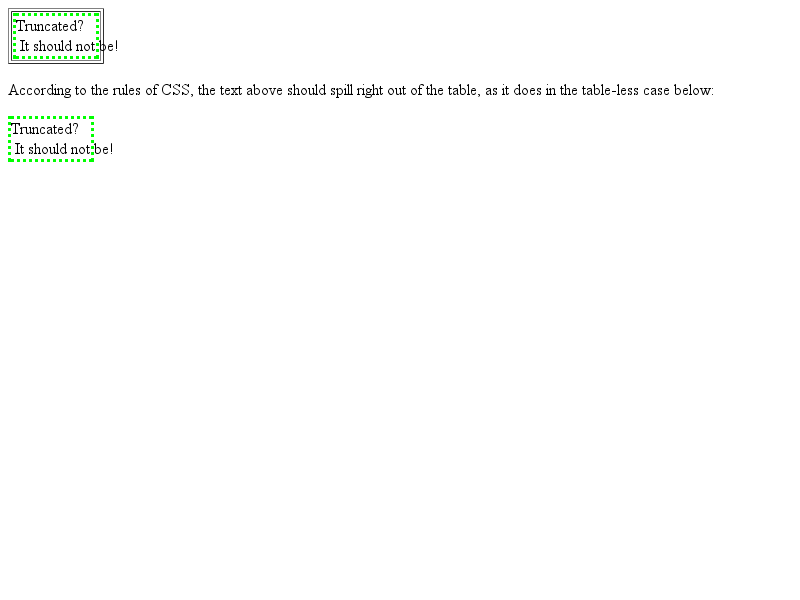 Truncated?
It should not be!
According to the rules of CSS, the text above should spill right out of the table, as it does in the table-less case below:
Truncated?
It should not be!